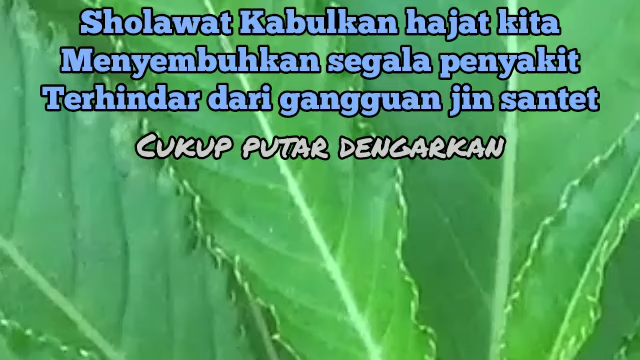 Sholawat Kabulkan hajat kita
Menyembuhkan segala penyakit
Terhindar dari gangguan jin santet
Cukup putar dengarkan